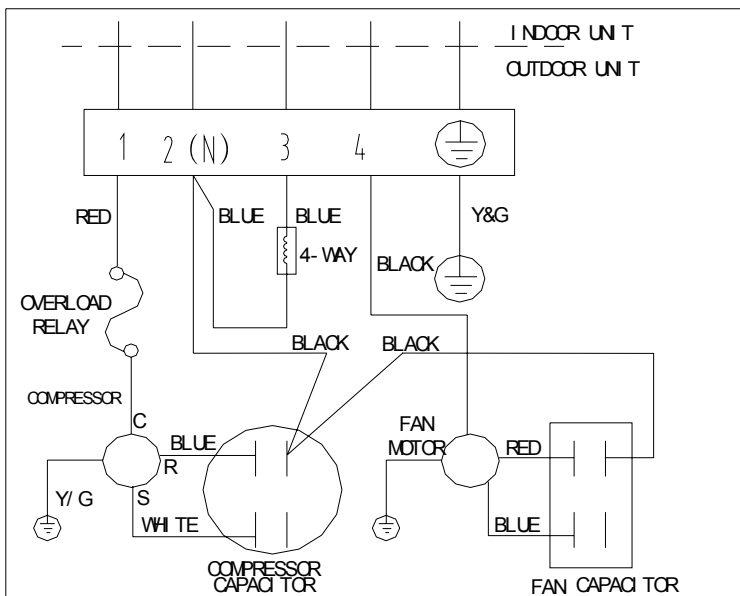 INDOOR UNIT
OUTDOOR UNIT
1 2 (N) 3 4
RED BLUE BLUE Y&G
4-WAY
BLACK
OVERLOAD
RELAY
BLACK BLACK
COMPRESSOR
C
BLUE
R
FAN
MOTOR
RED
Y/G
S
WHITE
BLUE
COMPRESSOR
CAPACITOR
FAN CAPACITOR